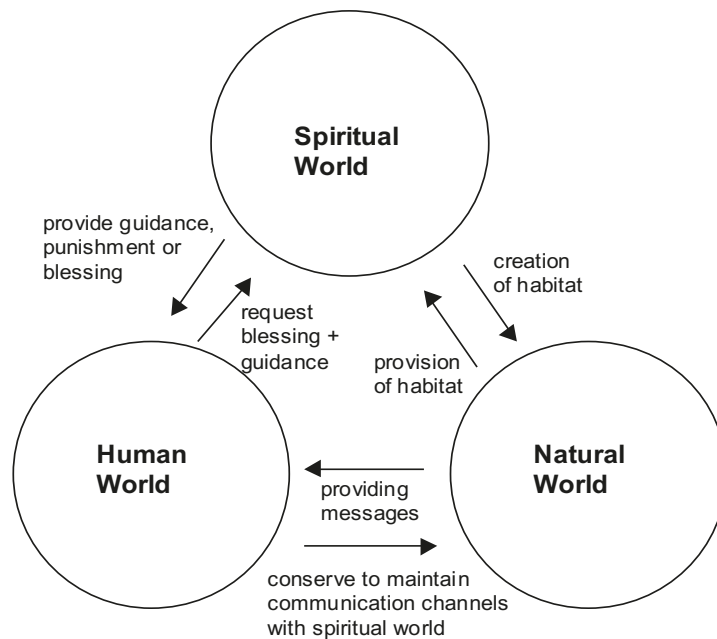 Spiritual
World
provide guidance,
punishment or
blessing
creation
of habitat
request
blessing +
guidance
provision
of habitat
Human
World
Natural
World
providing
messages
conserve to maintain
communication channels
with spiritual world